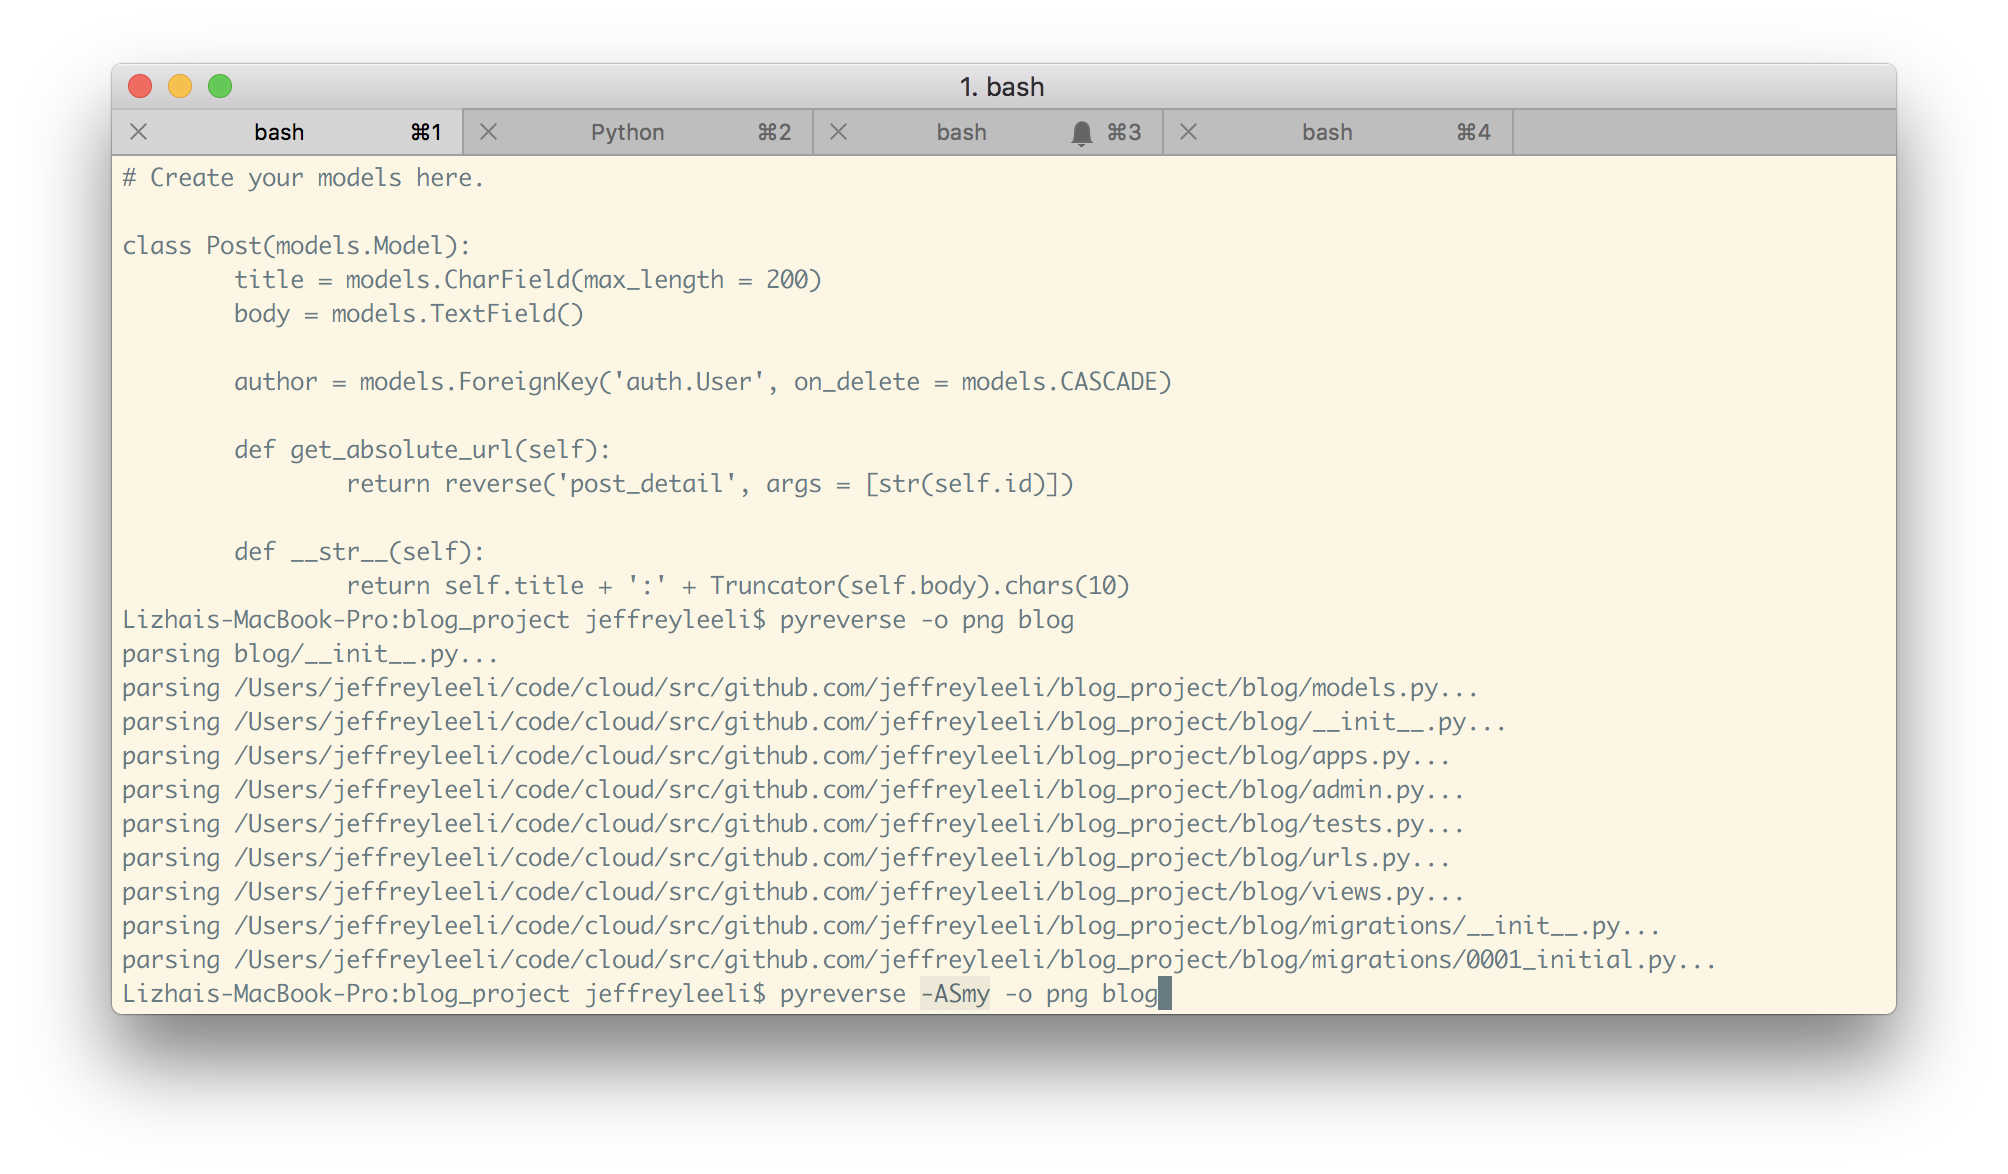 1. bash
bash ⌘1 Python ⌘2 bash ⌘3 bash ⌘4
# Create your models here.

class Post(models.Model):
        title = models.CharField(max_length = 200)
        body = models.TextField()

        author = models.ForeignKey('auth.User', on_delete = models.CASCADE)

        def get_absolute_url(self):
                return reverse('post_detail', args = [str(self.id)])

        def __str__(self):
                return self.title + ':' + Truncator(self.body).chars(10)
Lizhais-MacBook-Pro:blog_project jeffreyleeli$ pyreverse -o png blog
parsing blog/__init__.py...
parsing /Users/jeffreyleeli/code/cloud/src/github.com/jeffreyleeli/blog_project/blog/models.py...
parsing /Users/jeffreyleeli/code/cloud/src/github.com/jeffreyleeli/blog_project/blog/__init__.py...
parsing /Users/jeffreyleeli/code/cloud/src/github.com/jeffreyleeli/blog_project/blog/apps.py...
parsing /Users/jeffreyleeli/code/cloud/src/github.com/jeffreyleeli/blog_project/blog/admin.py...
parsing /Users/jeffreyleeli/code/cloud/src/github.com/jeffreyleeli/blog_project/blog/tests.py...
parsing /Users/jeffreyleeli/code/cloud/src/github.com/jeffreyleeli/blog_project/blog/urls.py...
parsing /Users/jeffreyleeli/code/cloud/src/github.com/jeffreyleeli/blog_project/blog/views.py...
parsing /Users/jeffreyleeli/code/cloud/src/github.com/jeffreyleeli/blog_project/blog/migrations/__init__.py...
parsing /Users/jeffreyleeli/code/cloud/src/github.com/jeffreyleeli/blog_project/blog/migrations/0001_initial.py...
Lizhais-MacBook-Pro:blog_project jeffreyleeli$ pyreverse -ASmy -o png blog